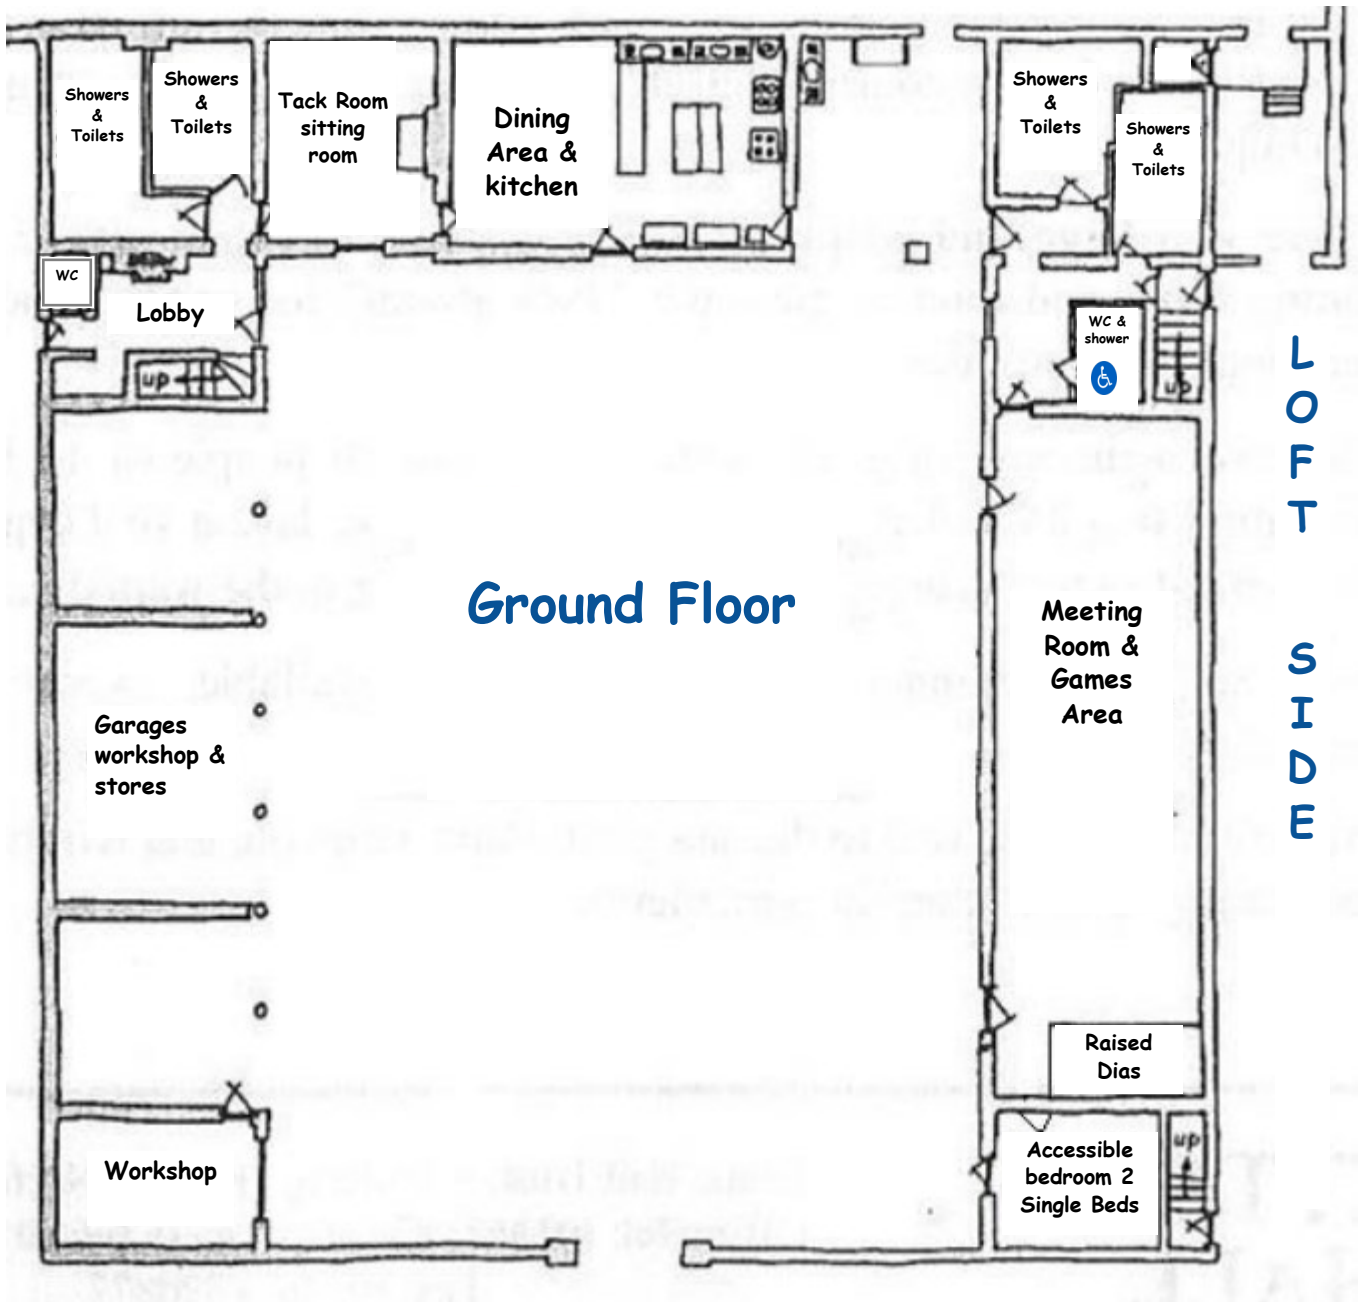 Showers
&
Toilets
Showers
&
Toilets
Tack Room
sitting
room
Dining
Area &
kitchen
Showers
&
Toilets
Showers
&
Toilets
WC
Lobby
up
WC &
shower
up
LOFT SIDE
Ground Floor
Meeting
Room &
Games
Area
Garages
workshop &
stores
Raised
Dias
Workshop
Accessible
bedroom 2
Single Beds
up